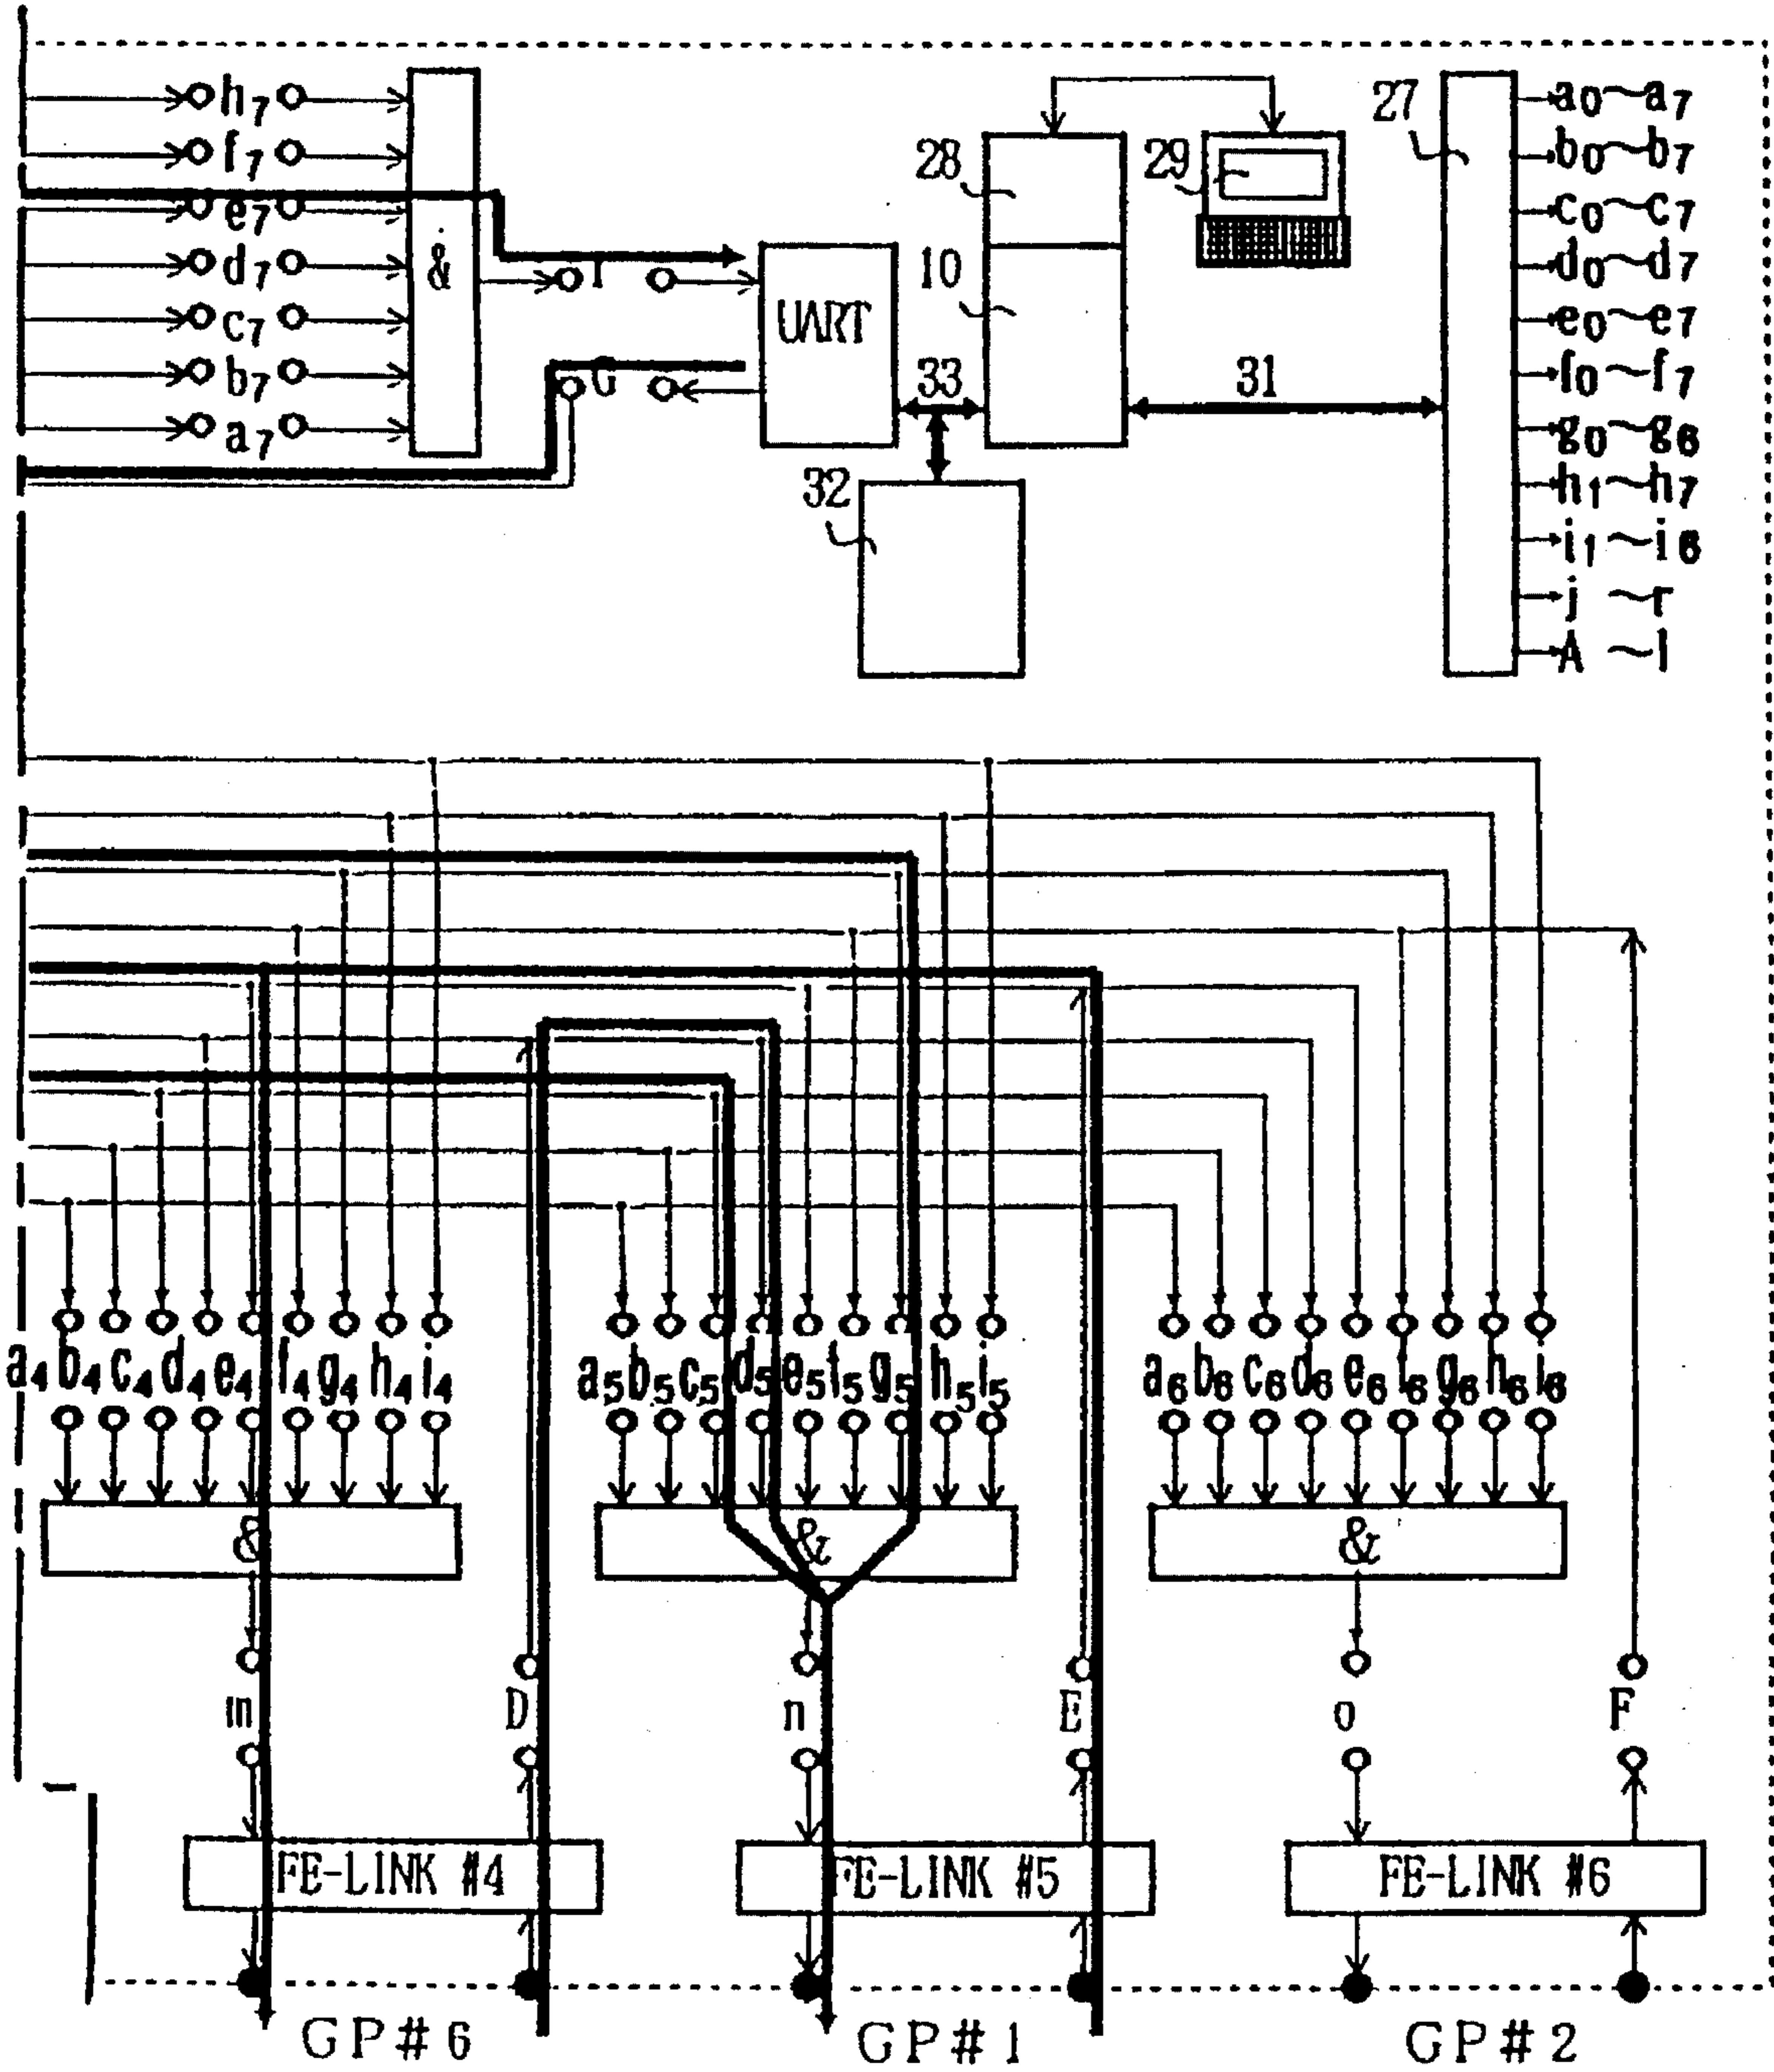 h7
f7
e7
d7
c7
b7
a7
&
I
G
UART
28
10
29
33
31
32
27
a0~a7
b0~b7
c0~c7
d0~d7
e0~e7
f0~f7
g0~g6
h1~h7
i1~i6
j ~r
A ~I
a4 b4 c4 d4 e4 f4 g4 h4 i4
a5 b5 c5 d5 e5 f5 g5 h5 i5
a6 b6 c6 d6 e6 f6 g6 h6 i6
& & &
m D n E o F
FE-LINK #4 FE-LINK #5 FE-LINK #6
GP#6 GP#1 GP#2